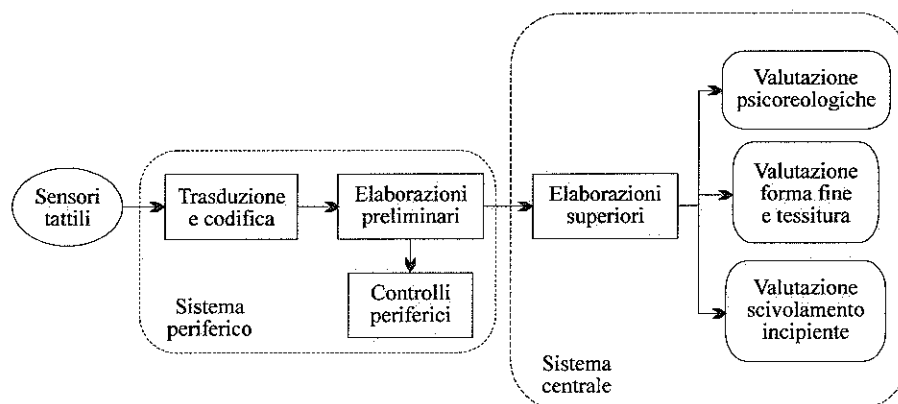 Sensori
tattili
Trasduzione
e codifica
Elaborazioni
preliminari
Controlli
periferici
Sistema
periferico
Elaborazioni
superiori
Valutazione
psicoreologiche
Valutazione
forma fine
e tessitura
Valutazione
scivolamento
incipiente
Sistema
centrale